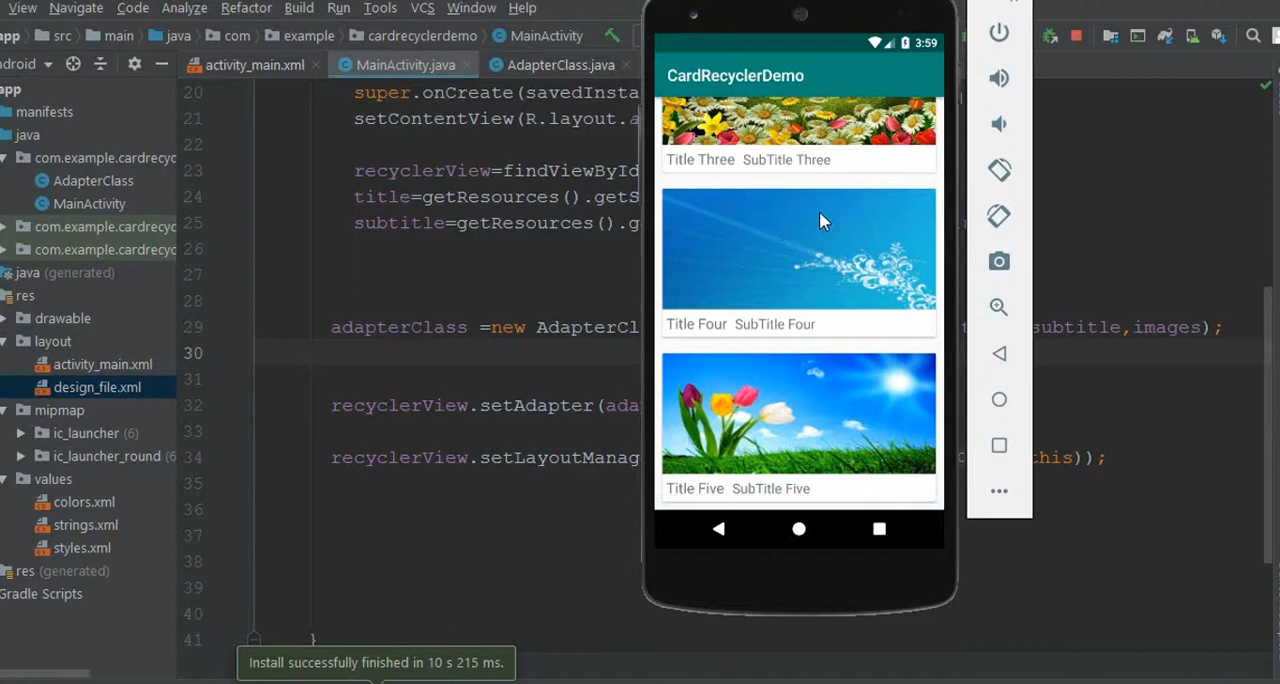 View Navigate Code Analyze Refactor Build Run Tools VCS Window Help
app src main java com example cardrecyclerdemo MainActivity
ndroid activity_main.xml MainActivity.java AdapterClass.java
app
manifests
java
com.example.cardrecyc
AdapterClass
MainActivity
com.example.cardrecyc
com.example.cardrecyc
java (generated)
res
drawable
layout
activity_main.xml
design_file.xml
mipmap
ic_launcher (6)
ic_launcher_round (6
values
colors.xml
strings.xml
styles.xml
res (generated)
Gradle Scripts
20 super.onCreate(savedInsta
21 setContentView(R.layout.a
22
23 recyclerView=findViewById
24 title=getResources().getS
25 subtitle=getResources().g
26
27
28
29 adapterClass =new AdapterCl subtitle,images);
30
31
32 recyclerView.setAdapter(ada
33
34 recyclerView.setLayoutManag this));
35
36
37
38
39
40
41 }
3:59
CardRecyclerDemo
Title Three SubTitle Three
Title Four SubTitle Four
Title Five SubTitle Five
Install successfully finished in 10 s 215 ms.